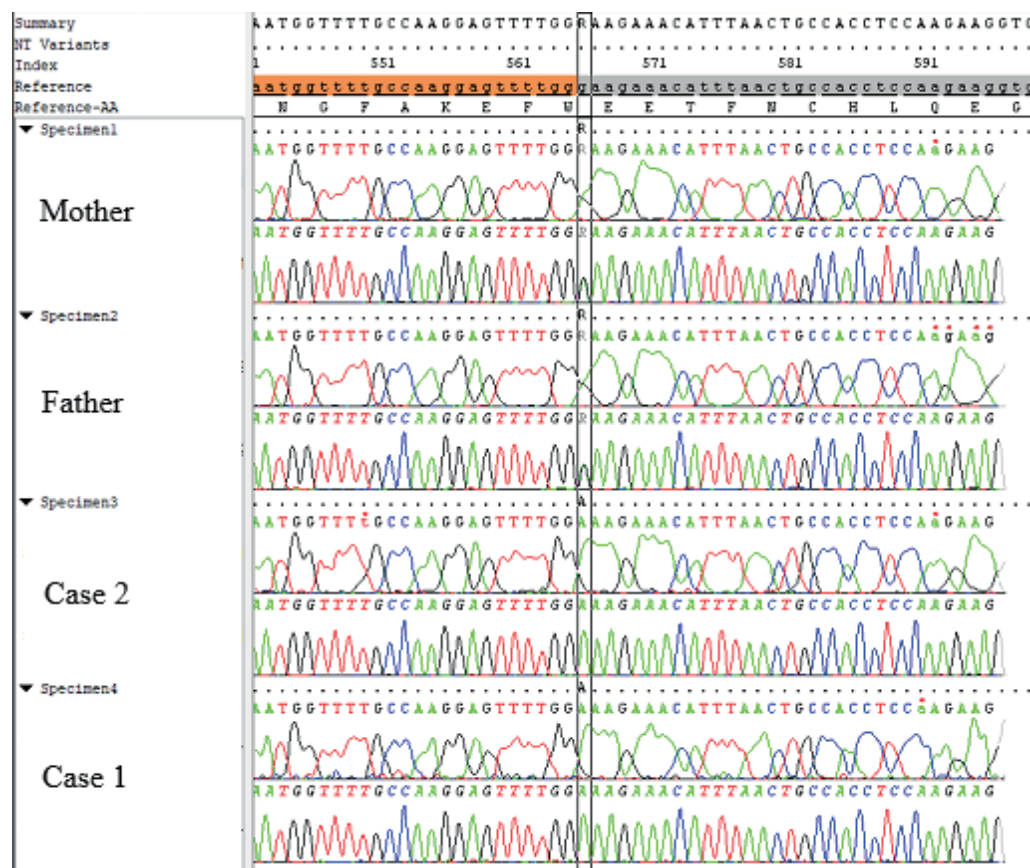 Summary AATGGTTTTGCCAAGGAGTTTTGGRAAGAAACATTTAACTGCCACCTCCAAGAAGGTG
NT Variants
Index 1 551 561 571 581 591
Reference aatggttttgccaaggagttttgggaagaaacatttaactgccacctccaagaaggtg
Reference-AA N G F A K E F W E E T F N C H L Q E G
Specimen1 R
AATGGTTTTGCCAAGGAGTTTTGGRAAGAAACATTTAACTGCCACCTCCAaGAAG
Mother
AATGGTTTTGCCAAGGAGTTTTGGRAAGAAACATTTAACTGCCACCTCCAAGAAG
Specimen2 R
AATGGTTTTGCCAAGGAGTTTTGGRAAGAAACATTTAACTGCCACCTCCAagaag
Father
AATGGTTTTGCCAAGGAGTTTTGGRAAGAAACATTTAACTGCCACCTCCAAGAAG
Specimen3 A
AATGGTTTtGCCAAGGAGTTTTGGAAAGAAACATTTAACTGCCACCTCCAaGAAG
Case 2
AATGGTTTTGCCAAGGAGTTTTGGAAAGAAACATTTAACTGCCACCTCCAAGAAG
Specimen4 A
AATGGTTTTGCCAAGGAGTTTTGGAAAGAAACATTTAACTGCCACCTCCaAGAAG
Case 1
AATGGTTTTGCCAAGGAGTTTTGGAAAGAAACATTTAACTGCCACCTCCAAGAAG